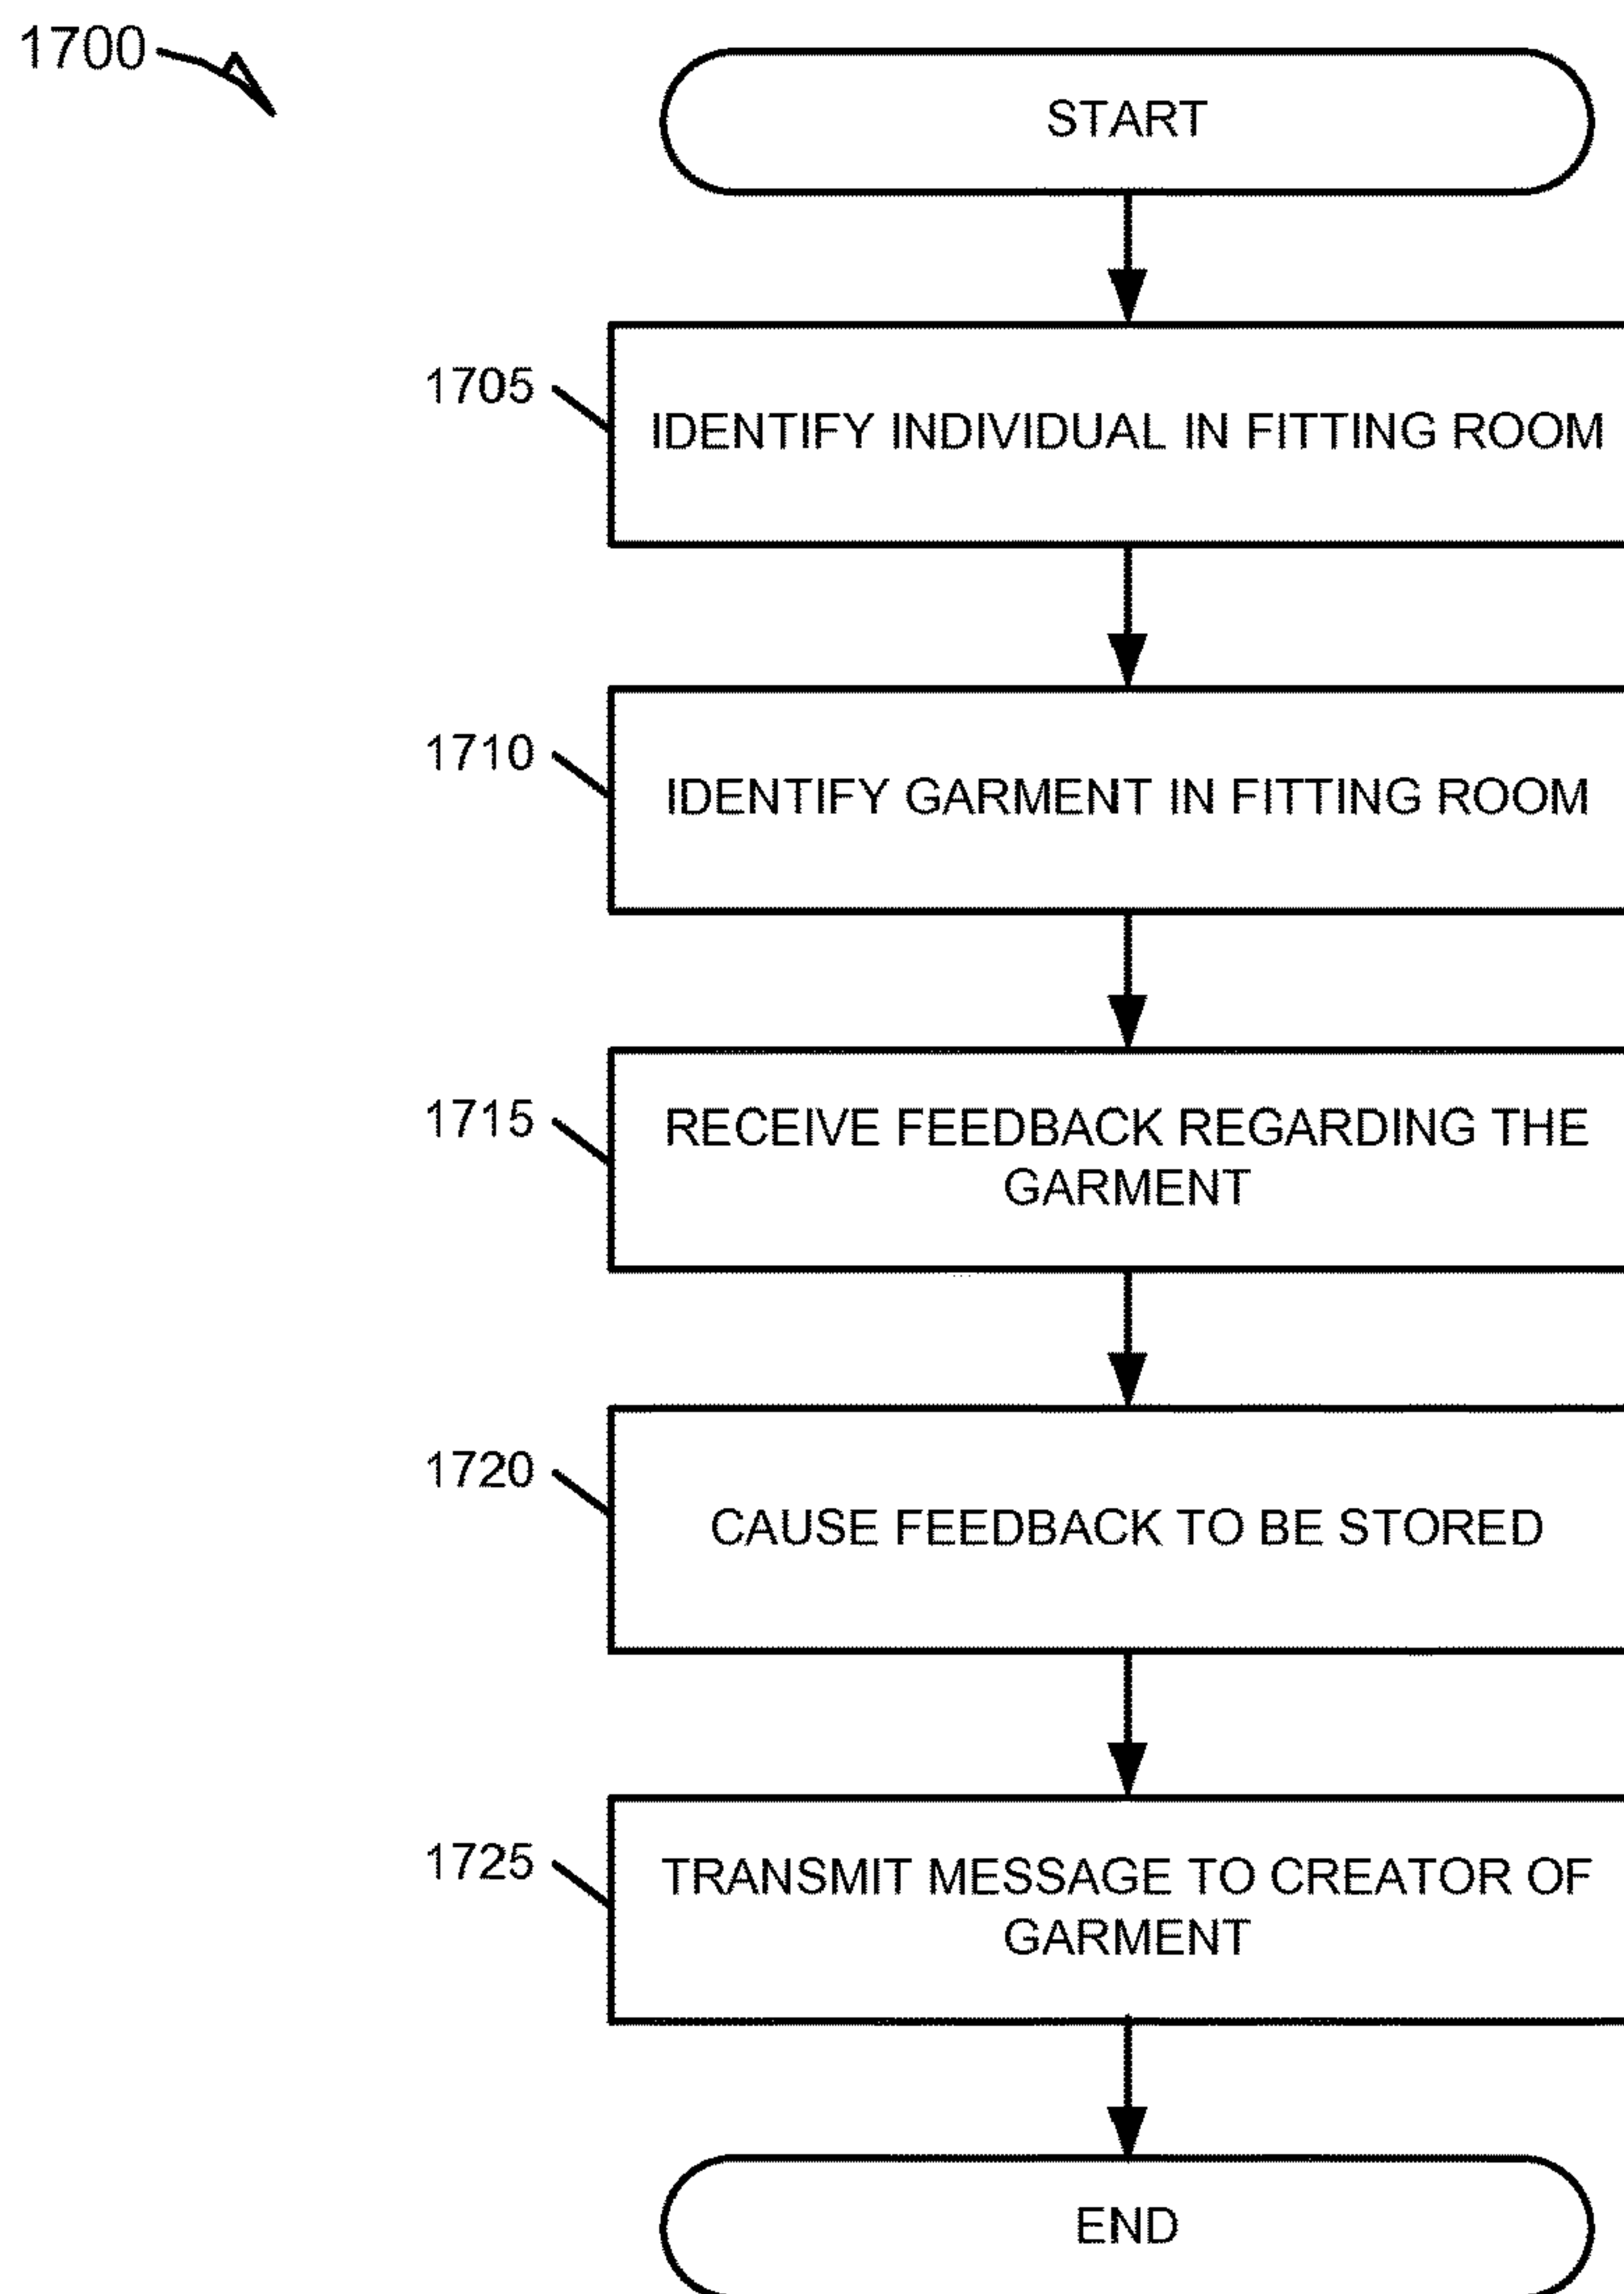 1700
START
1705
IDENTIFY INDIVIDUAL IN FITTING ROOM
1710
IDENTIFY GARMENT IN FITTING ROOM
1715
RECEIVE FEEDBACK REGARDING THE
GARMENT
1720
CAUSE FEEDBACK TO BE STORED
1725
TRANSMIT MESSAGE TO CREATOR OF
GARMENT
END